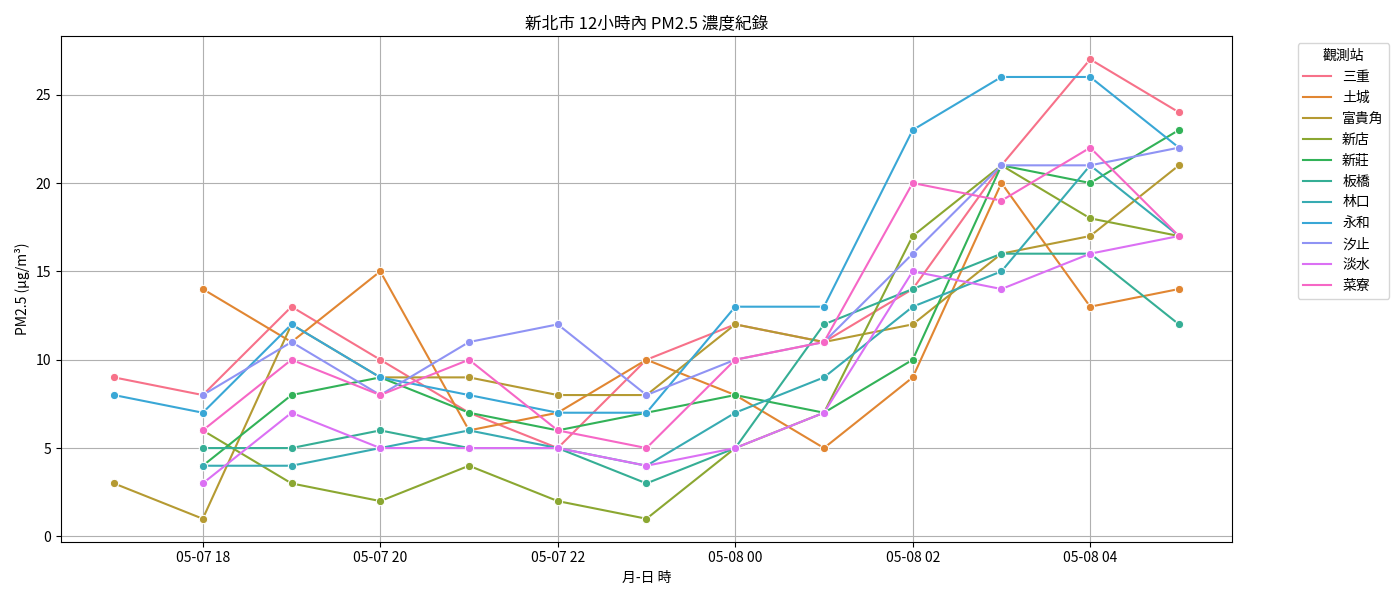 新北市 12小時內 PM2.5 濃度紀錄
PM2.5 (μg/m³)
25
20
15
10
5
0
05-07 18
05-07 20
05-07 22
05-08 00
05-08 02
05-08 04
月-日 時
觀測站
三重
土城
富貴角
新店
新莊
板橋
林口
永和
汐止
淡水
菜寮